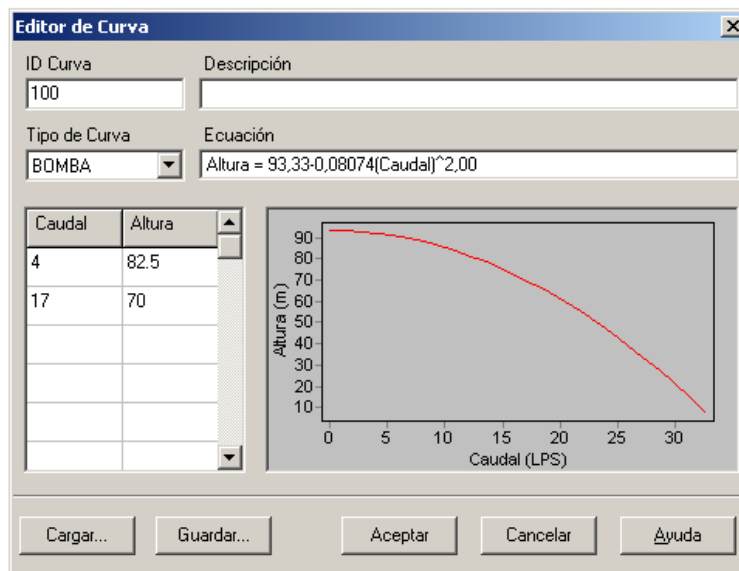 Editor de Curva
ID Curva Descripción
100
Tipo de Curva Ecuación
BOMBA Altura = 93,33-0,08074(Caudal)^2,00
Caudal Altura
4 82.5
17 70
90
80
70
60
50
40
30
20
10
Altura (m)
0 5 10 15 20 25 30
Caudal (LPS)
Cargar... Guardar... Aceptar Cancelar Ayuda